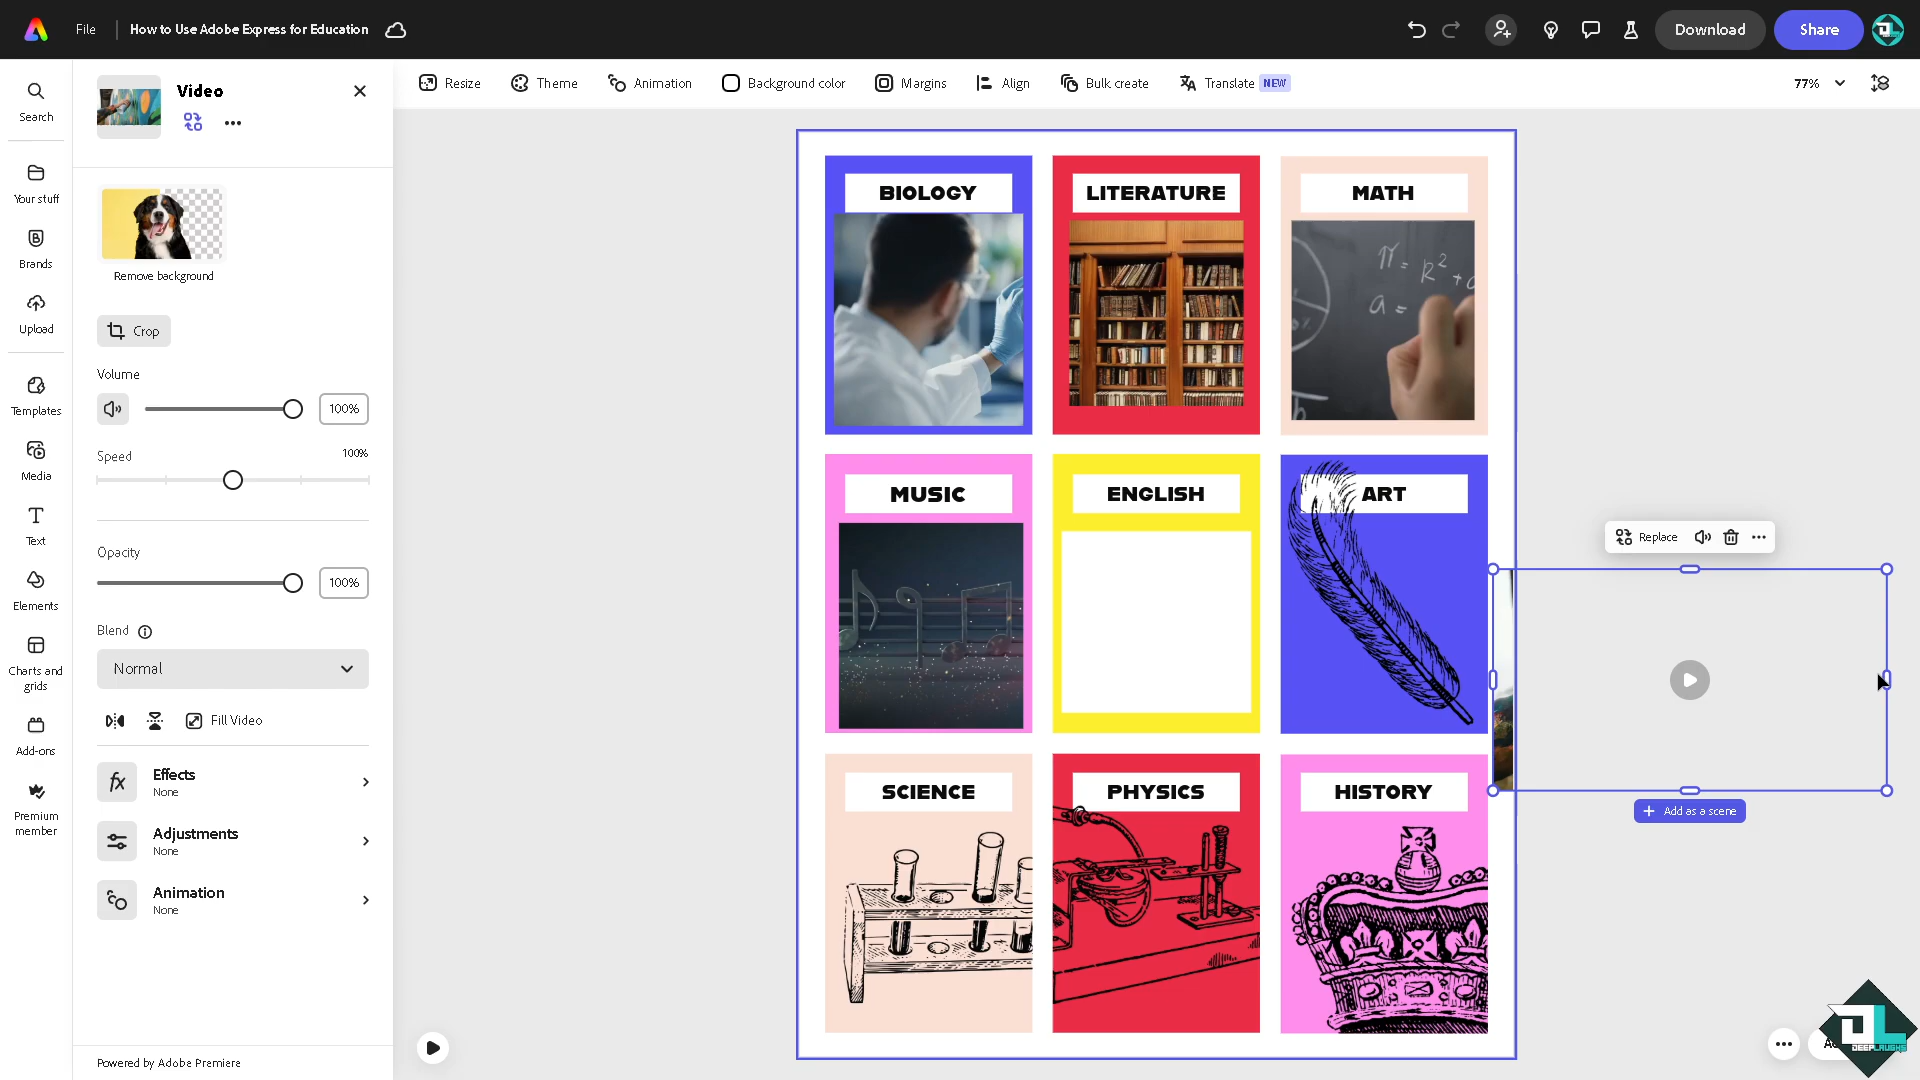 File
How to Use Adobe Express for Education
Download
Share
Search
Your stuff
Brands
Upload
Templates
Media
Text
Elements
Charts and
grids
Add-ons
Premium
member
Video
Remove background
Crop
Volume
100%
Speed
100%
Opacity
100%
Blend
Normal
Fill Video
Effects
None
Adjustments
None
Animation
None
Powered by Adobe Premiere
Resize
Theme
Animation
Background color
Margins
Align
Bulk create
Translate NEW
77%
BIOLOGY
LITERATURE
MATH
π = R² +
a =
MUSIC
ENGLISH
ART
SCIENCE
PHYSICS
HISTORY
Replace
Add as a scene
DEEPLAUGHS